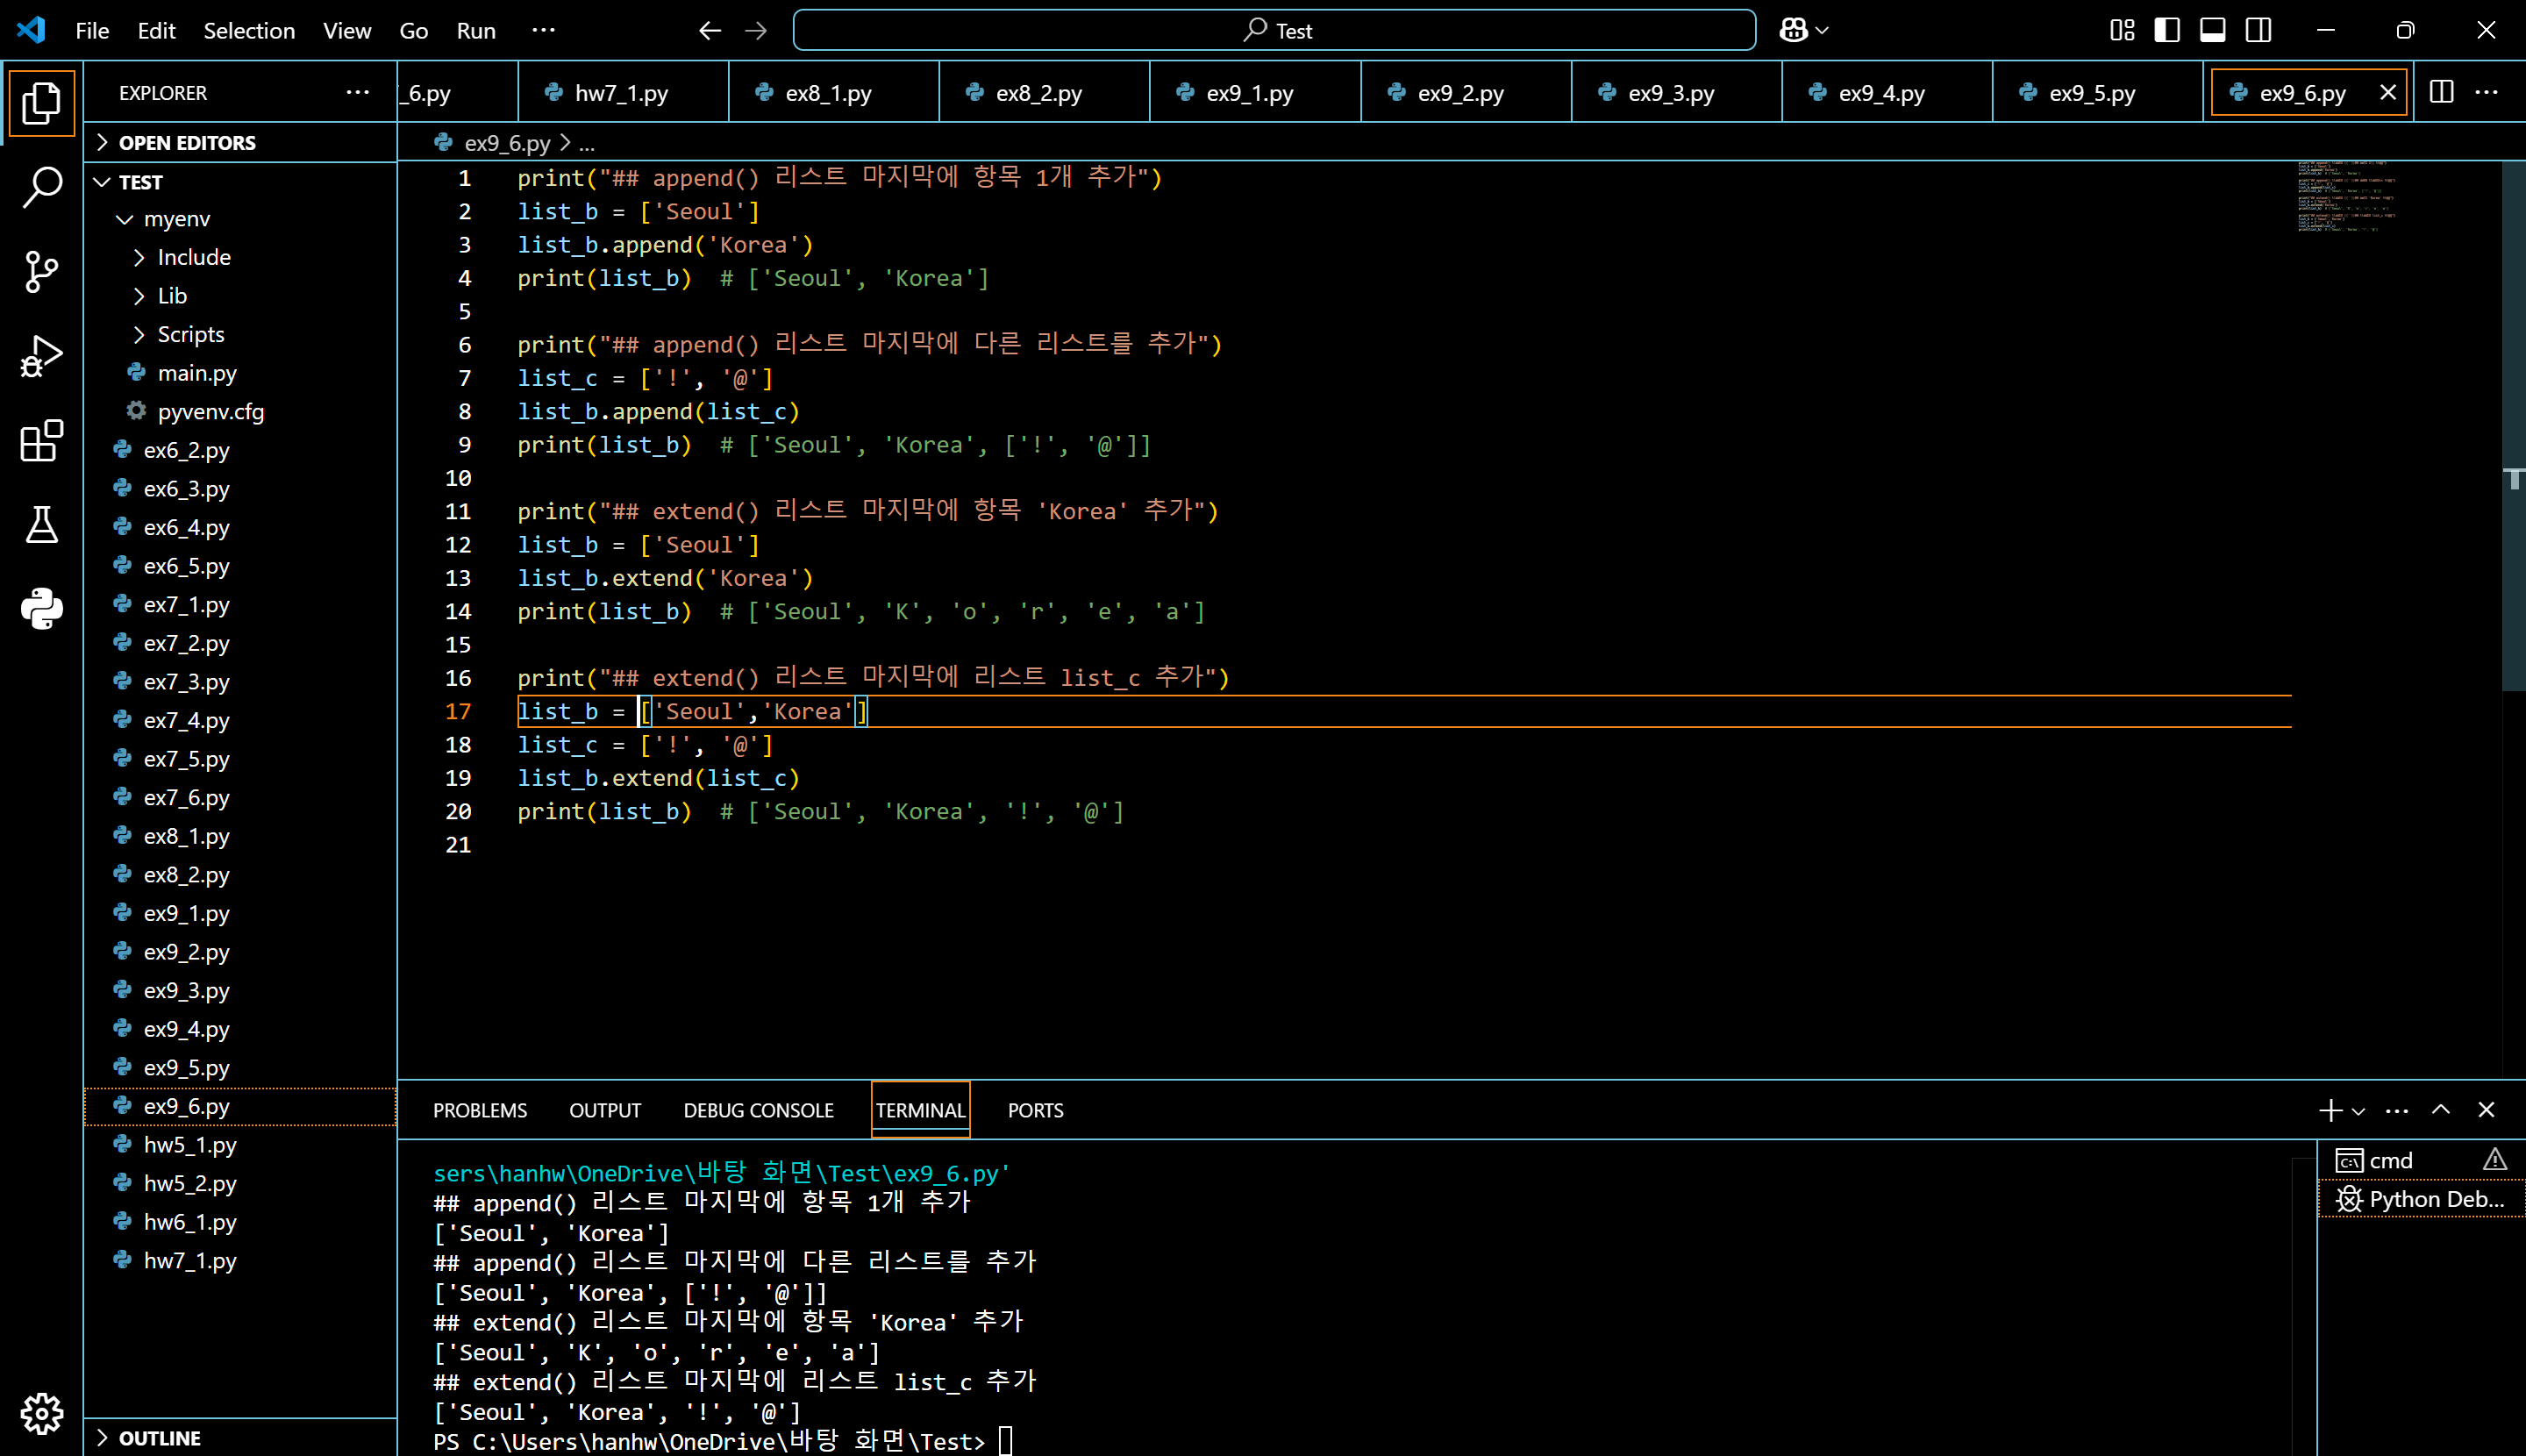 File Edit Selection View Go Run ···
Test
EXPLORER ···
OPEN EDITORS
TEST
myenv
Include
Lib
Scripts
main.py
pyvenv.cfg
ex6_2.py
ex6_3.py
ex6_4.py
ex6_5.py
ex7_1.py
ex7_2.py
ex7_3.py
ex7_4.py
ex7_5.py
ex7_6.py
ex8_1.py
ex8_2.py
ex9_1.py
ex9_2.py
ex9_3.py
ex9_4.py
ex9_5.py
ex9_6.py
hw5_1.py
hw5_2.py
hw6_1.py
hw7_1.py
OUTLINE
_6.py hw7_1.py ex8_1.py ex8_2.py ex9_1.py ex9_2.py ex9_3.py ex9_4.py ex9_5.py ex9_6.py
ex9_6.py > ...
1 print("## append() 리스트 마지막에 항목 1개 추가")
2 list_b = ['Seoul']
3 list_b.append('Korea')
4 print(list_b)  # ['Seoul', 'Korea']
5
6 print("## append() 리스트 마지막에 다른 리스트를 추가")
7 list_c = ['!', '@']
8 list_b.append(list_c)
9 print(list_b)  # ['Seoul', 'Korea', ['!', '@']]
10
11 print("## extend() 리스트 마지막에 항목 'Korea' 추가")
12 list_b = ['Seoul']
13 list_b.extend('Korea')
14 print(list_b)  # ['Seoul', 'K', 'o', 'r', 'e', 'a']
15
16 print("## extend() 리스트 마지막에 리스트 list_c 추가")
17 list_b = ['Seoul','Korea']
18 list_c = ['!', '@']
19 list_b.extend(list_c)
20 print(list_b)  # ['Seoul', 'Korea', '!', '@']
21
PROBLEMS OUTPUT DEBUG CONSOLE TERMINAL PORTS
sers\hanhw\OneDrive\바탕 화면\Test\ex9_6.py'
## append() 리스트 마지막에 항목 1개 추가
['Seoul', 'Korea']
## append() 리스트 마지막에 다른 리스트를 추가
['Seoul', 'Korea', ['!', '@']]
## extend() 리스트 마지막에 항목 'Korea' 추가
['Seoul', 'K', 'o', 'r', 'e', 'a']
## extend() 리스트 마지막에 리스트 list_c 추가
['Seoul', 'Korea', '!', '@']
PS C:\Users\hanhw\OneDrive\바탕 화면\Test>
cmd
Python Deb...